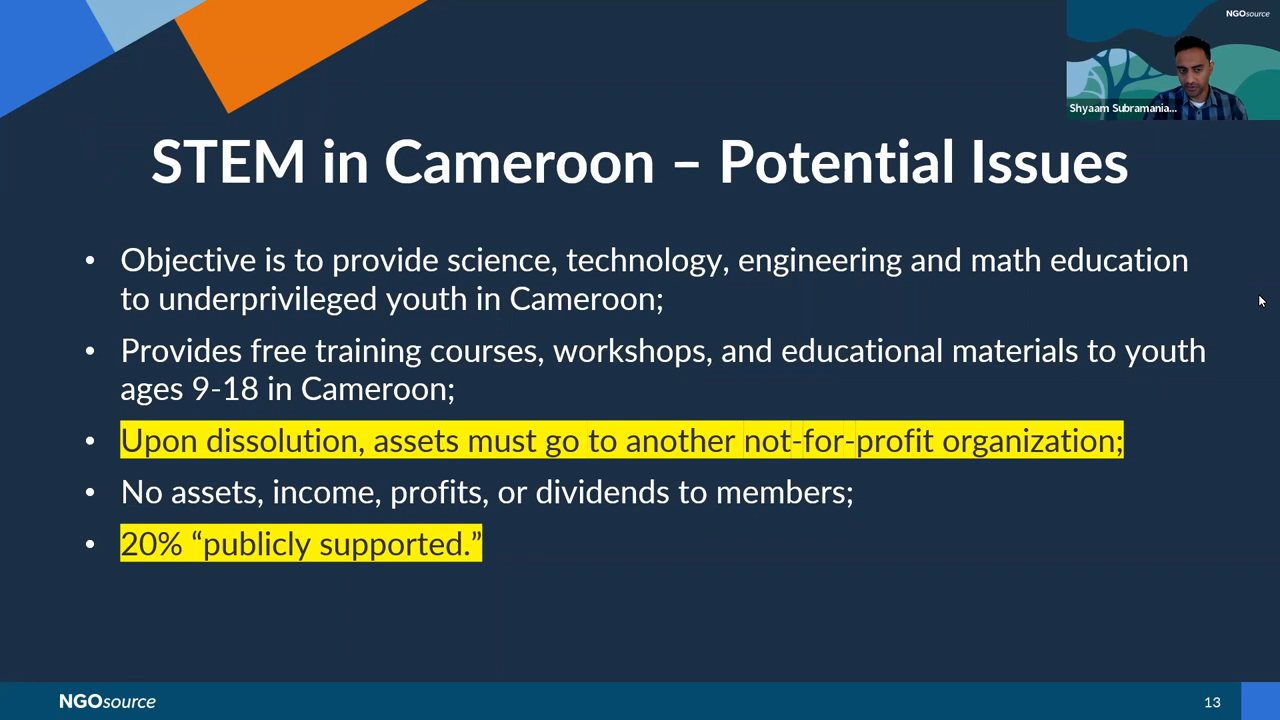 NGOsource
Shyaam Subramania...
STEM in Cameroon – Potential Issues
• Objective is to provide science, technology, engineering and math education
to underprivileged youth in Cameroon;
• Provides free training courses, workshops, and educational materials to youth
ages 9-18 in Cameroon;
• Upon dissolution, assets must go to another not-for-profit organization;
• No assets, income, profits, or dividends to members;
• 20% “publicly supported.”
NGOsource
13